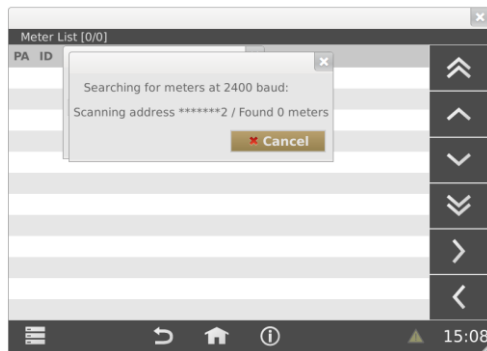 Meter List [0/0]
PA ID
Searching for meters at 2400 baud:
Scanning address *******2 / Found 0 meters
Cancel
15:08